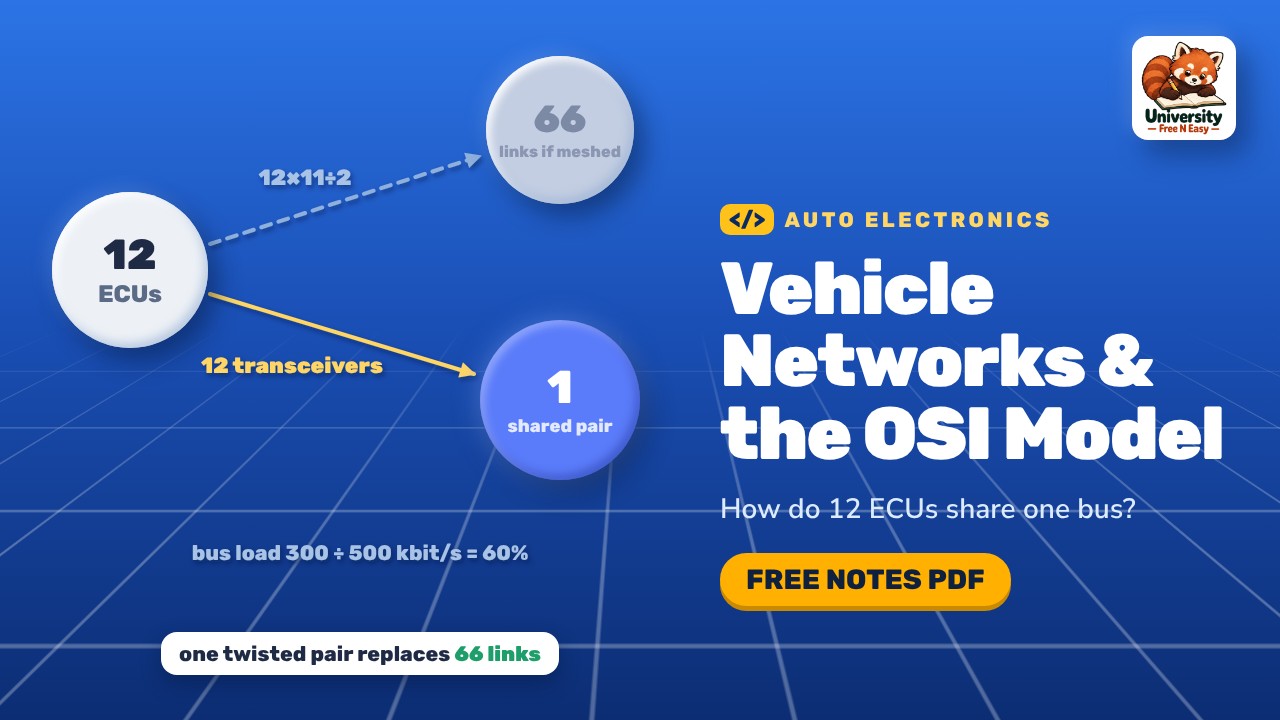 66
links if meshed
12×11÷2
12
ECUs
12 transceivers
1
shared pair
bus load 300 ÷ 500 kbit/s = 60%
one twisted pair replaces 66 links
University
Free N Easy
</> AUTO ELECTRONICS
Vehicle
Networks &
the OSI Model
How do 12 ECUs share one bus?
FREE NOTES PDF